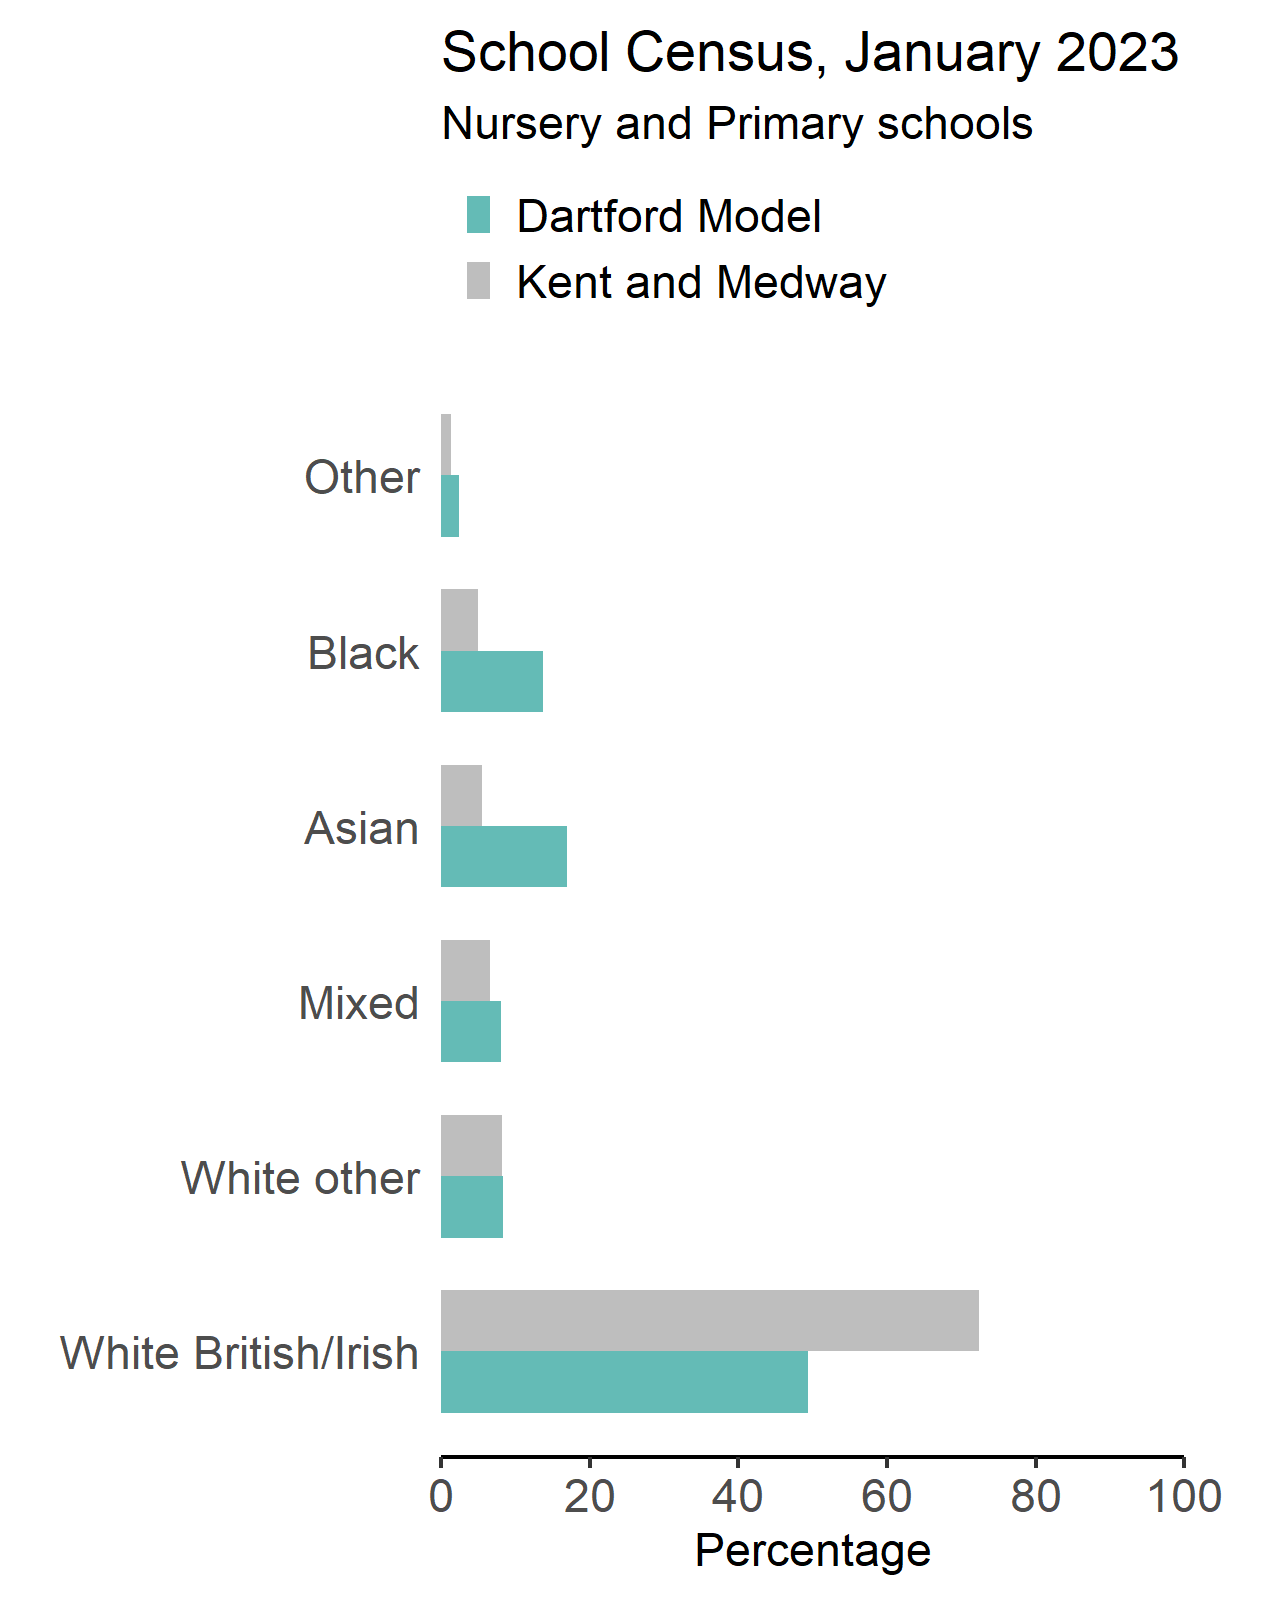 School Census, January 2023
Nursery and Primary schools
Dartford Model
Kent and Medway
Other
Black
Asian
Mixed
White other
White British/Irish
0 20 40 60 80 100
Percentage